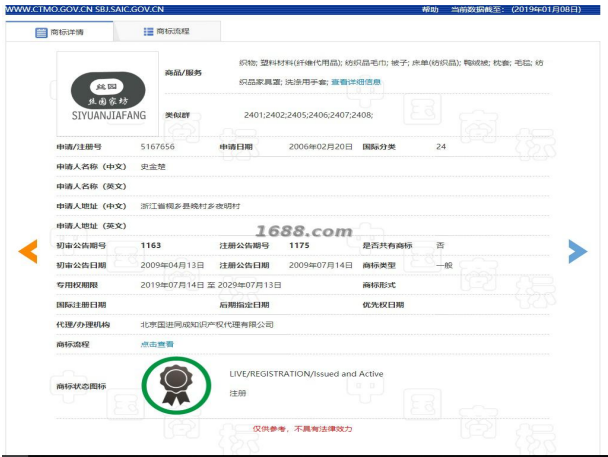 WWW.CTMO.GOV.CN SBJ.SAIC.GOV.CN 帮助 当前数据截至： (2019年01月08日)
商标详情 商标流程
丝园
丝園家坊
SIYUANJIAFANG
商品/服务
织物; 塑料材料(纤维代用品); 纺织品毛巾; 被子; 床单(纺织品); 鸭绒被; 枕套; 毛毯; 纺
织品家具罩; 洗涤用手套; 查看详细信息
类似群 2401;2402;2405;2406;2407;2408;
申请/注册号 5167656 申请日期 2006年02月20日 国际分类 24
申请人名称（中文） 史金楚
申请人名称（英文）
申请人地址（中文） 浙江省桐乡县晚村乡夜明村
申请人地址（英文）
1688.com
初审公告期号 1163 注册公告期号 1175 是否共有商标 否
初审公告日期 2009年04月13日 注册公告日期 2009年07月14日 商标类型 一般
专用权期限 2019年07月14日 至 2029年07月13日 商标形式
国际注册日期 后期指定日期 优先权日期
代理/办理机构 北京国进同成知识产权代理有限公司
商标流程 点击查看
商标状态图标
LIVE/REGISTRATION/Issued and Active
注册
仅供参考，不具有法律效力